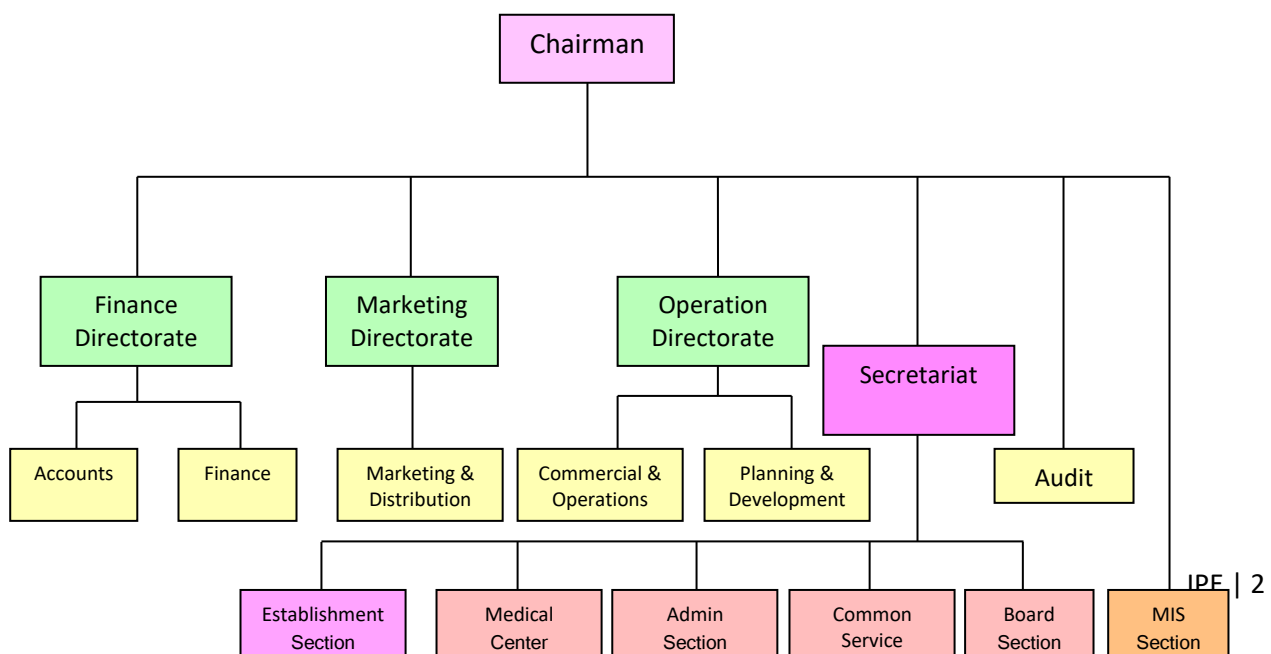 Chairman
Finance
Directorate
Marketing
Directorate
Operation
Directorate
Secretariat
Accounts
Finance
Marketing &
Distribution
Commercial &
Operations
Planning &
Development
Audit
Establishment
Section
Medical
Center
Admin
Section
Common
Service
Board
Section
MIS
Section
IPE | 2